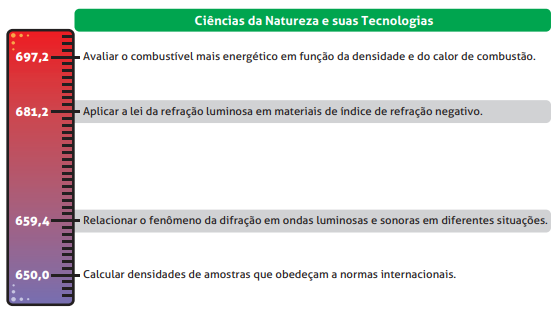 Ciências da Natureza e suas Tecnologias
697,2 Avaliar o combustível mais energético em função da densidade e do calor de combustão.
681,2 Aplicar a lei da refração luminosa em materiais de índice de refração negativo.
659,4 Relacionar o fenômeno da difração em ondas luminosas e sonoras em diferentes situações.
650,0 Calcular densidades de amostras que obedeçam a normas internacionais.